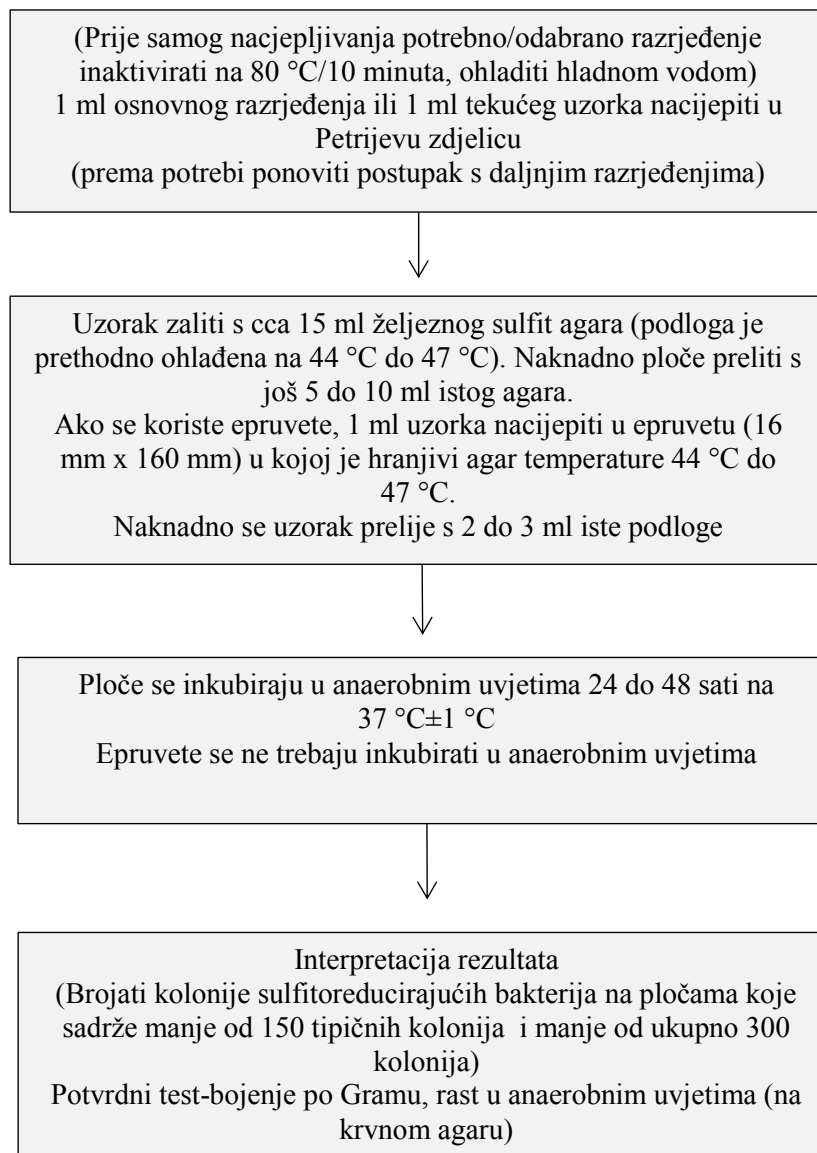 (Prije samog nacjepljivanja potrebno/odabrano razrjeđenje
inaktivirati na 80 °C/10 minuta, ohladiti hladnom vodom)
1 ml osnovnog razrjeđenja ili 1 ml tekućeg uzorka nacijepiti u
Petrijevu zdjelicu
(prema potrebi ponoviti postupak s daljnjim razrjeđenjima)
Uzorak zaliti s cca 15 ml željeznog sulfit agara (podloga je
prethodno ohlađena na 44 °C do 47 °C). Naknadno ploče preliti s
još 5 do 10 ml istog agara.
Ako se koriste epruvete, 1 ml uzorka nacijepiti u epruvetu (16
mm x 160 mm) u kojoj je hranjivi agar temperature 44 °C do
47 °C.
Naknadno se uzorak prelije s 2 do 3 ml iste podloge
Ploče se inkubiraju u anaerobnim uvjetima 24 do 48 sati na
37 °C±1 °C
Epruvete se ne trebaju inkubirati u anaerobnim uvjetima
Interpretacija rezultata
(Brojati kolonije sulfitoreducirajućih bakterija na pločama koje
sadrže manje od 150 tipičnih kolonija i manje od ukupno 300
kolonija)
Potvrdni test-bojenje po Gramu, rast u anaerobnim uvjetima (na
krvnom agaru)